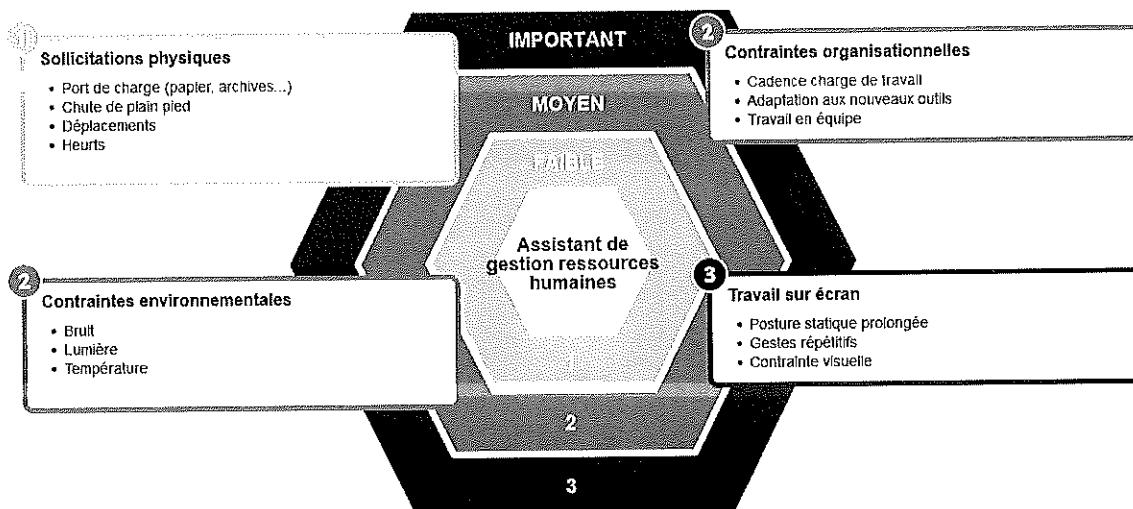 IMPORTANT
MOYEN
FAIBLE
1
Sollicitations physiques
• Port de charge (papier, archives...)
• Chute de plain pied
• Déplacements
• Heurts
2
Contraintes organisationnelles
• Cadence charge de travail
• Adaptation aux nouveaux outils
• Travail en équipe
Assistant de
gestion ressources
humaines
2
Contraintes environnementales
• Bruit
• Lumière
• Température
3
Travail sur écran
• Posture statique prolongée
• Gestes répétitifs
• Contrainte visuelle
1
2
3